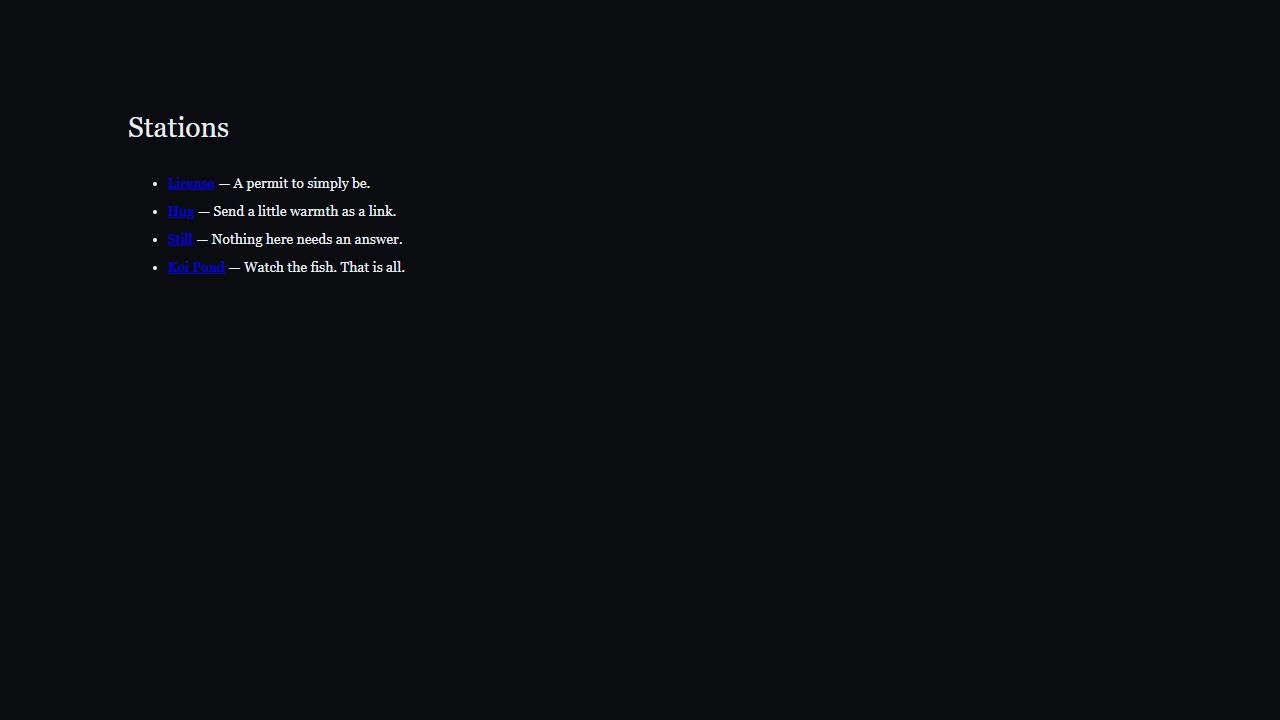 Stations
License — A permit to simply be.
Hug — Send a little warmth as a link.
Still — Nothing here needs an answer.
Koi Pond — Watch the fish. That is all.